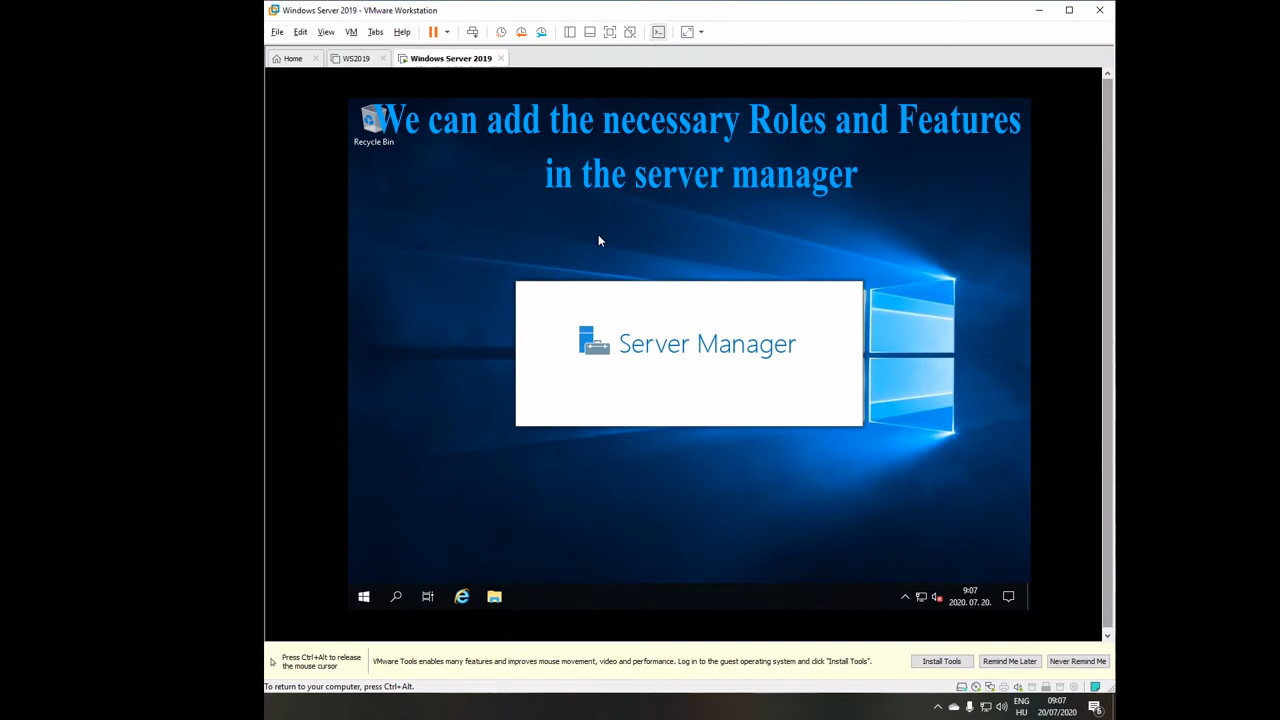 Windows Server 2019 - VMware Workstation
File Edit View VM Tabs Help
Home WS2019 Windows Server 2019
We can add the necessary Roles and Features
in the server manager
Recycle Bin
Server Manager
9:07
2020. 07. 20.
Press Ctrl+Alt to release
the mouse cursor
VMware Tools enables many features and improves mouse movement, video and performance. Log in to the guest operating system and click "Install Tools".
Install Tools Remind Me Later Never Remind Me
To return to your computer, press Ctrl+Alt.
ENG 09:07
HU 20/07/2020
6